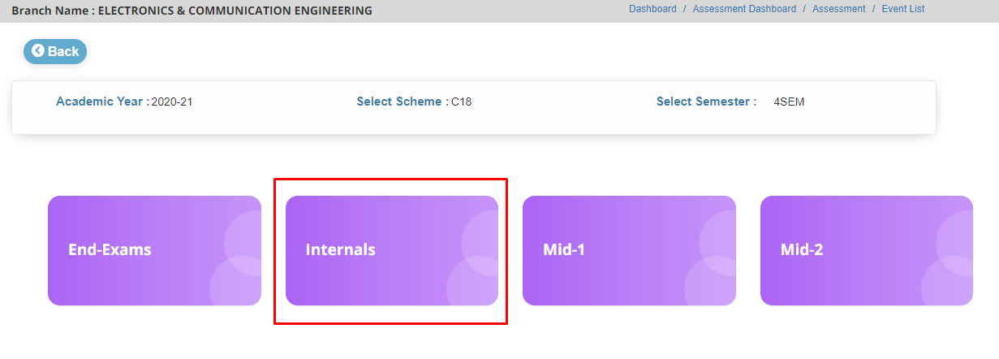 Branch Name : ELECTRONICS & COMMUNICATION ENGINEERING
Dashboard / Assessment Dashboard / Assessment / Event List
Back
Academic Year : 2020-21 Select Scheme : C18 Select Semester : 4SEM
End-Exams Internals Mid-1 Mid-2